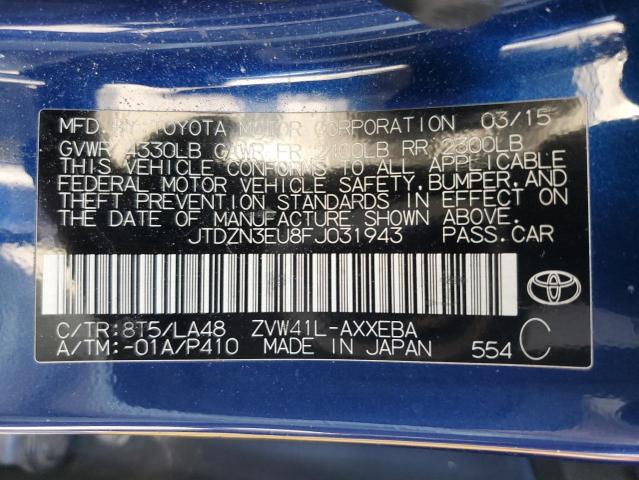 MFD.BY:TOYOTA MOTOR CORPORATION 03/15
GVWR 4330LB GAWR FR 2400LB RR 2300LB
THIS VEHICLE CONFORMS TO ALL APPLICABLE
FEDERAL MOTOR VEHICLE SAFETY,BUMPER,AND
THEFT PREVENTION STANDARDS IN EFFECT ON
THE DATE OF MANUFACTURE SHOWN ABOVE.
JTDZN3EU8FJ031943 PASS.CAR
C/TR:8T5/LA48 ZVW41L-AXXEBA
A/TM:-01A/P410 MADE IN JAPAN 554 C